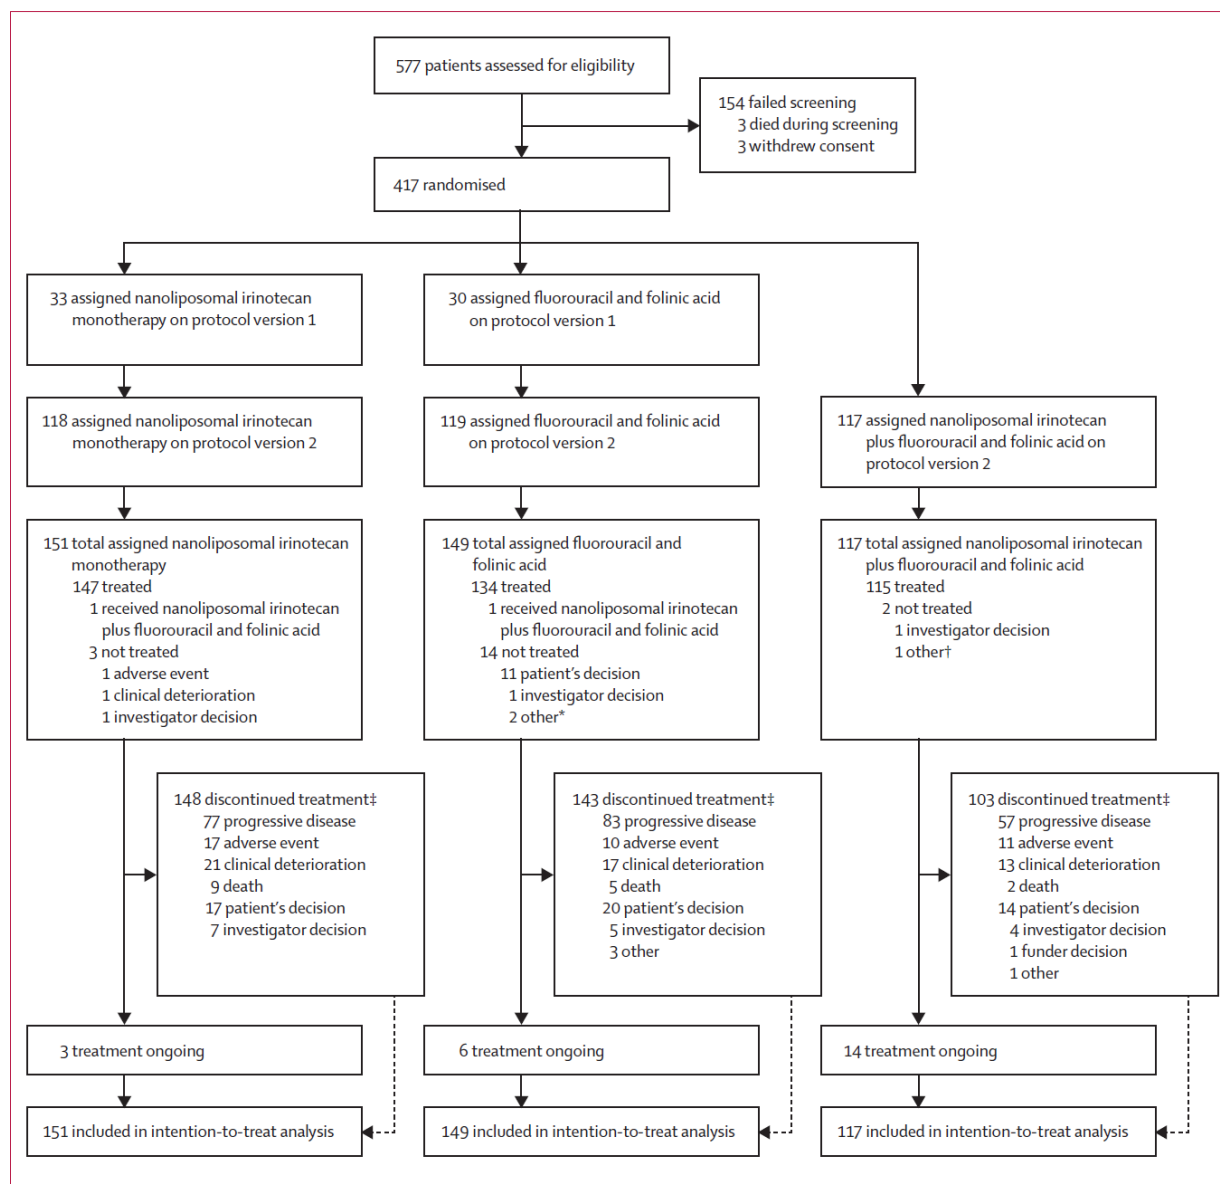 577 patients assessed for eligibility
154 failed screening
3 died during screening
3 withdrew consent
417 randomised
33 assigned nanoliposomal irinotecan
monotherapy on protocol version 1
30 assigned fluorouracil and folinic acid
on protocol version 1
118 assigned nanoliposomal irinotecan
monotherapy on protocol version 2
119 assigned fluorouracil and folinic acid
on protocol version 2
117 assigned nanoliposomal irinotecan
plus fluorouracil and folinic acid on
protocol version 2
151 total assigned nanoliposomal irinotecan
monotherapy
147 treated
1 received nanoliposomal irinotecan
plus fluorouracil and folinic acid
3 not treated
1 adverse event
1 clinical deterioration
1 investigator decision
149 total assigned fluorouracil and
folinic acid
134 treated
1 received nanoliposomal irinotecan
plus fluorouracil and folinic acid
14 not treated
11 patient's decision
1 investigator decision
2 other*
117 total assigned nanoliposomal irinotecan
plus fluorouracil and folinic acid
115 treated
2 not treated
1 investigator decision
1 other†
148 discontinued treatment‡
77 progressive disease
17 adverse event
21 clinical deterioration
9 death
17 patient's decision
7 investigator decision
143 discontinued treatment‡
83 progressive disease
10 adverse event
17 clinical deterioration
5 death
20 patient's decision
5 investigator decision
3 other
103 discontinued treatment‡
57 progressive disease
11 adverse event
13 clinical deterioration
2 death
14 patient's decision
4 investigator decision
1 funder decision
1 other
3 treatment ongoing
6 treatment ongoing
14 treatment ongoing
151 included in intention-to-treat analysis
149 included in intention-to-treat analysis
117 included in intention-to-treat analysis